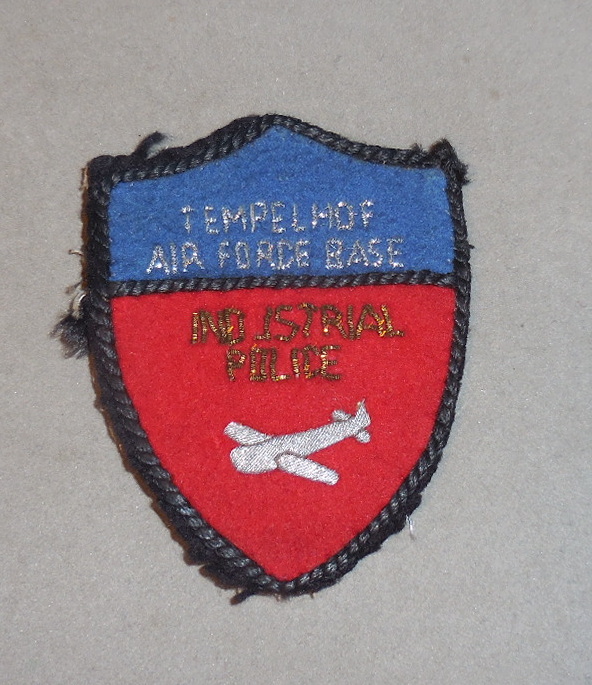 TEMPELHOF
AIR FORCE BASE
INDUSTRIAL
POLICE